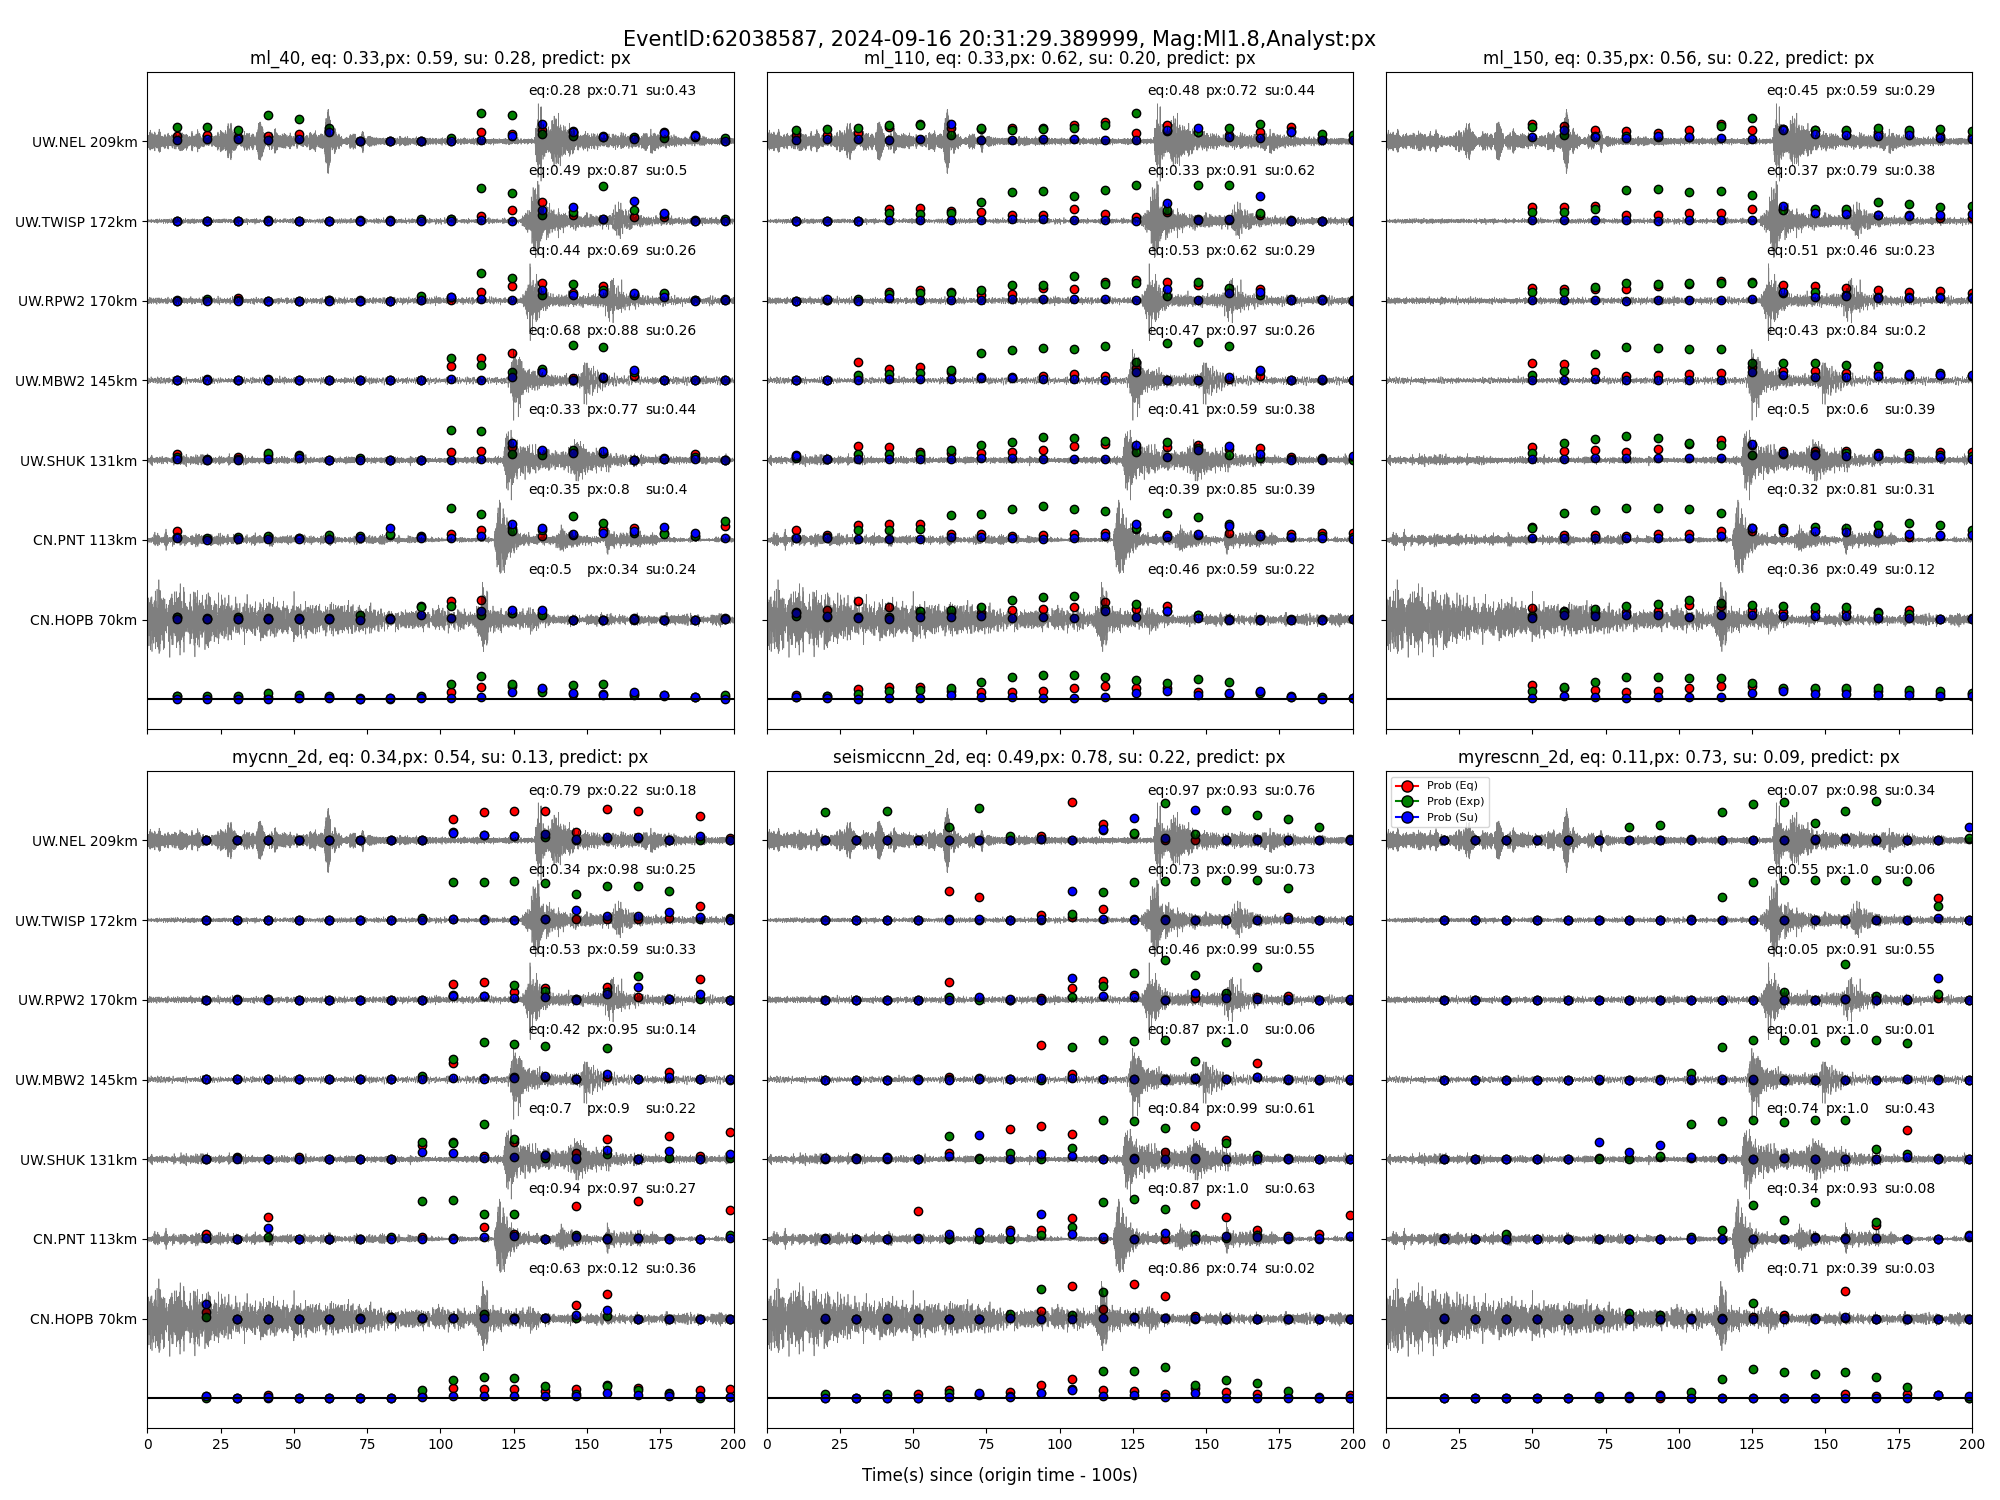 EventID:62038587, 2024-09-16 20:31:29.389999, Mag:Ml1.8,Analyst:px
ml_40, eq: 0.33,px: 0.59, su: 0.28, predict: px
UW.NEL 209km
eq:0.28 px:0.71 su:0.43
UW.TWISP 172km
eq:0.49 px:0.87 su:0.5
UW.RPW2 170km
eq:0.44 px:0.69 su:0.26
UW.MBW2 145km
eq:0.68 px:0.88 su:0.26
UW.SHUK 131km
eq:0.33 px:0.77 su:0.44
CN.PNT 113km
eq:0.35 px:0.8 su:0.4
CN.HOPB 70km
eq:0.5 px:0.34 su:0.24
ml_110, eq: 0.33,px: 0.62, su: 0.20, predict: px
eq:0.48 px:0.72 su:0.44
eq:0.33 px:0.91 su:0.62
eq:0.53 px:0.62 su:0.29
eq:0.47 px:0.97 su:0.26
eq:0.41 px:0.59 su:0.38
eq:0.39 px:0.85 su:0.39
eq:0.46 px:0.59 su:0.22
ml_150, eq: 0.35,px: 0.56, su: 0.22, predict: px
eq:0.45 px:0.59 su:0.29
eq:0.37 px:0.79 su:0.38
eq:0.51 px:0.46 su:0.23
eq:0.43 px:0.84 su:0.2
eq:0.5 px:0.6 su:0.39
eq:0.32 px:0.81 su:0.31
eq:0.36 px:0.49 su:0.12
mycnn_2d, eq: 0.34,px: 0.54, su: 0.13, predict: px
UW.NEL 209km
eq:0.79 px:0.22 su:0.18
UW.TWISP 172km
eq:0.34 px:0.98 su:0.25
UW.RPW2 170km
eq:0.53 px:0.59 su:0.33
UW.MBW2 145km
eq:0.42 px:0.95 su:0.14
UW.SHUK 131km
eq:0.7 px:0.9 su:0.22
CN.PNT 113km
eq:0.94 px:0.97 su:0.27
CN.HOPB 70km
eq:0.63 px:0.12 su:0.36
0 25 50 75 100 125 150 175 200
seismiccnn_2d, eq: 0.49,px: 0.78, su: 0.22, predict: px
eq:0.97 px:0.93 su:0.76
eq:0.73 px:0.99 su:0.73
eq:0.46 px:0.99 su:0.55
eq:0.87 px:1.0 su:0.06
eq:0.84 px:0.99 su:0.61
eq:0.87 px:1.0 su:0.63
eq:0.86 px:0.74 su:0.02
0 25 50 75 100 125 150 175 200
myrescnn_2d, eq: 0.11,px: 0.73, su: 0.09, predict: px
Prob (Eq)
Prob (Exp)
Prob (Su)
eq:0.07 px:0.98 su:0.34
eq:0.55 px:1.0 su:0.06
eq:0.05 px:0.91 su:0.55
eq:0.01 px:1.0 su:0.01
eq:0.74 px:1.0 su:0.43
eq:0.34 px:0.93 su:0.08
eq:0.71 px:0.39 su:0.03
0 25 50 75 100 125 150 175 200
Time(s) since (origin time - 100s)